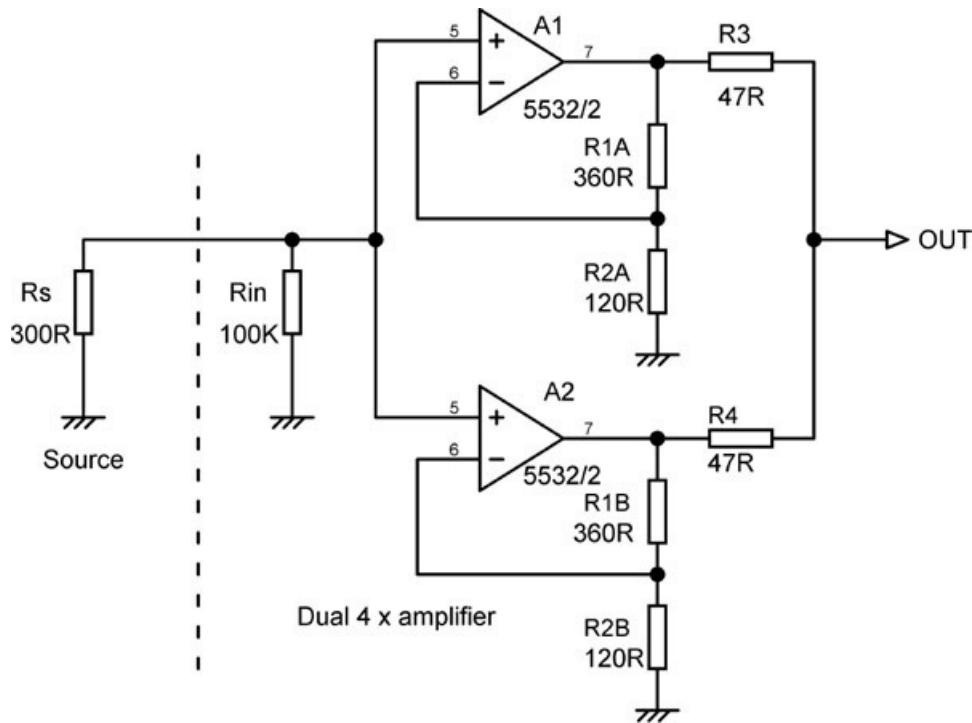 A1
5
+
6
−
7
5532/2
R3
47R
R1A
360R
R2A
120R
OUT
Rs
300R
Rin
100K
Source
A2
5
+
6
−
7
5532/2
R4
47R
R1B
360R
R2B
120R
Dual 4 x amplifier